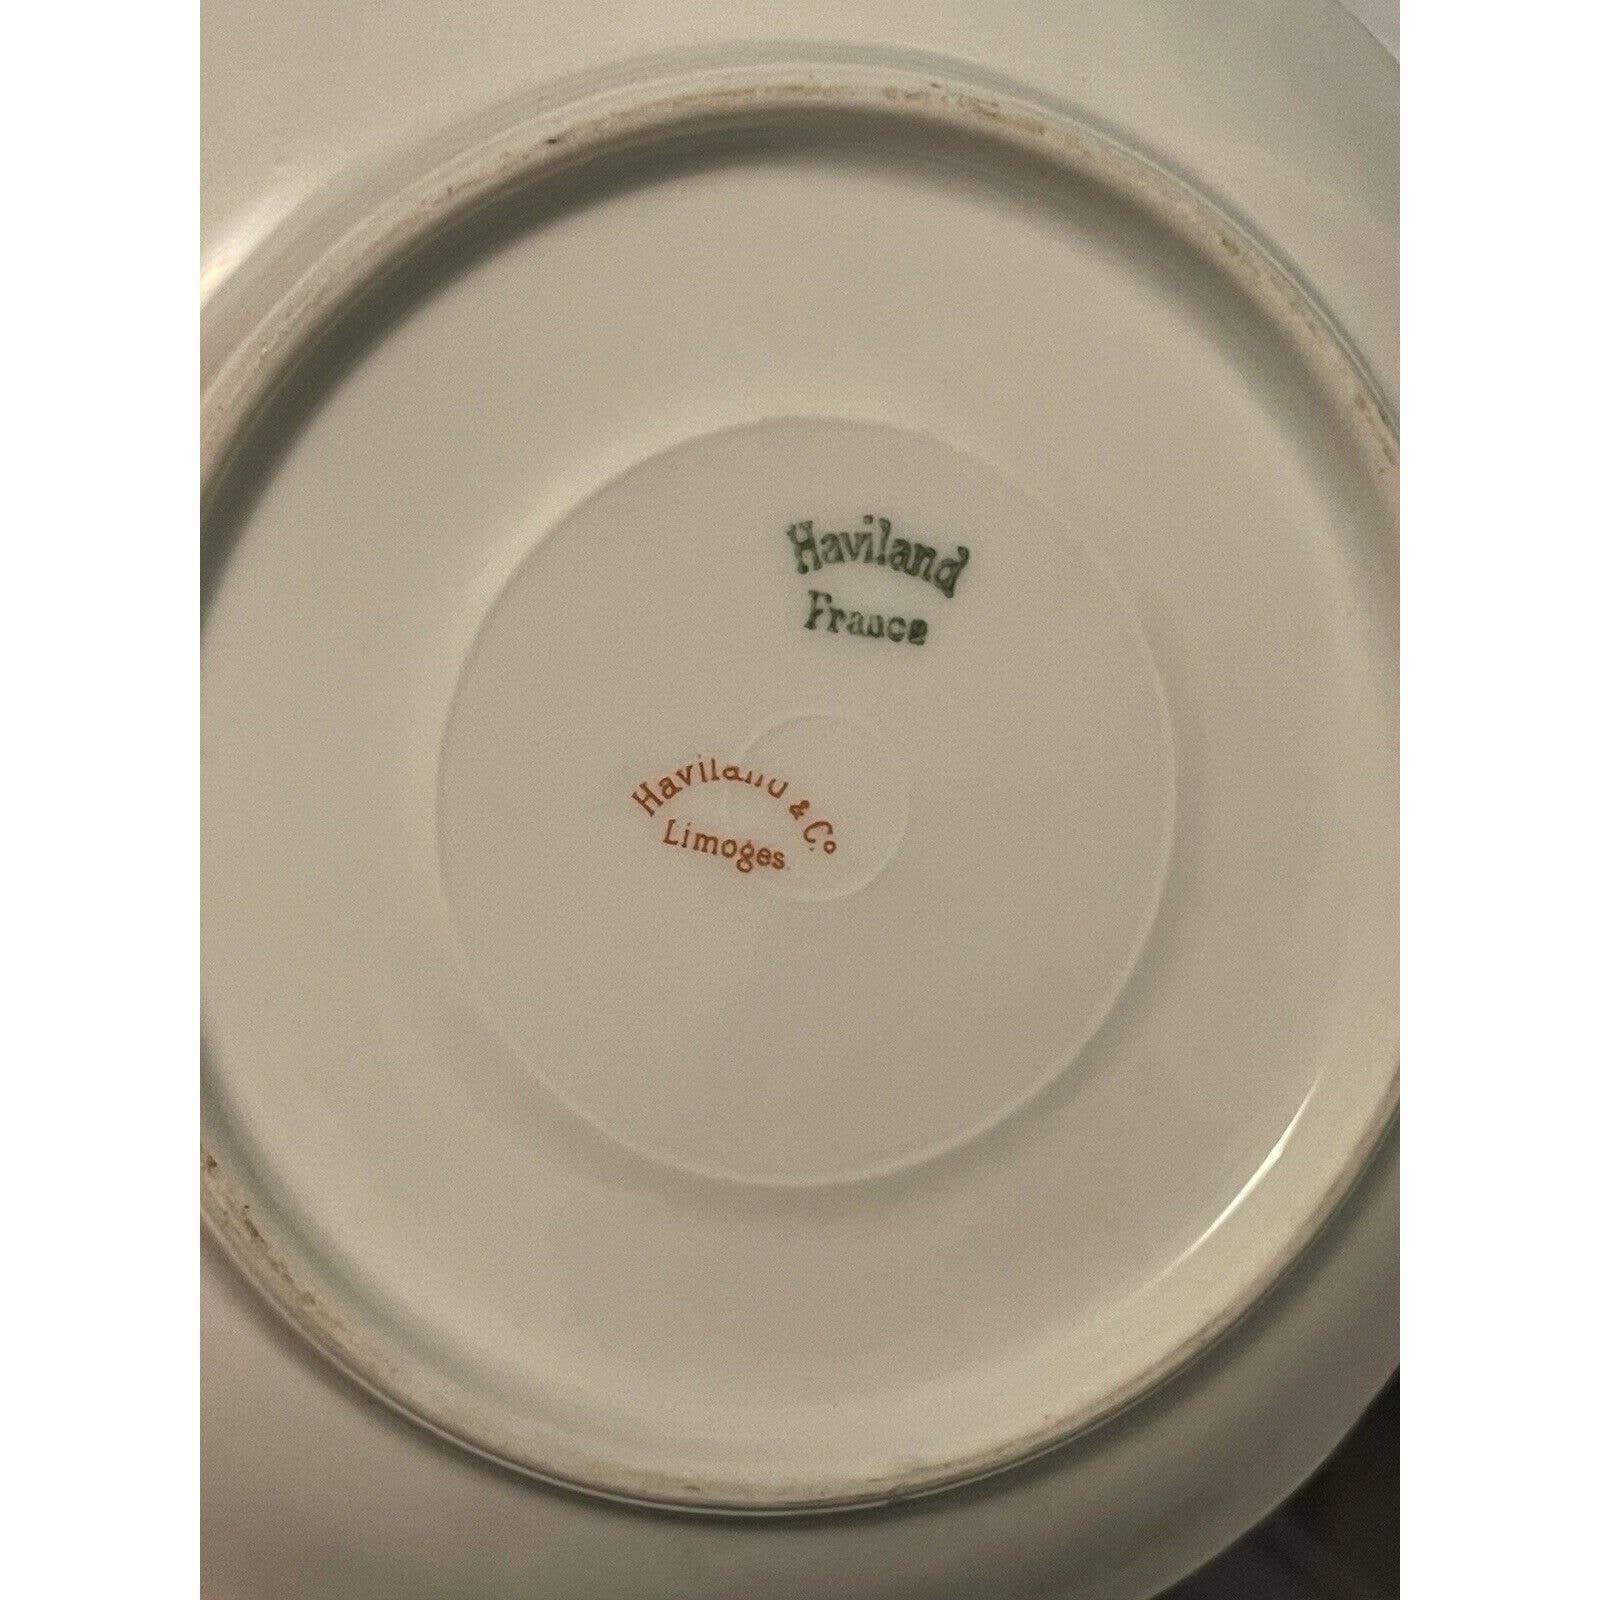 Haviland
France
Haviland & Co
Limoges